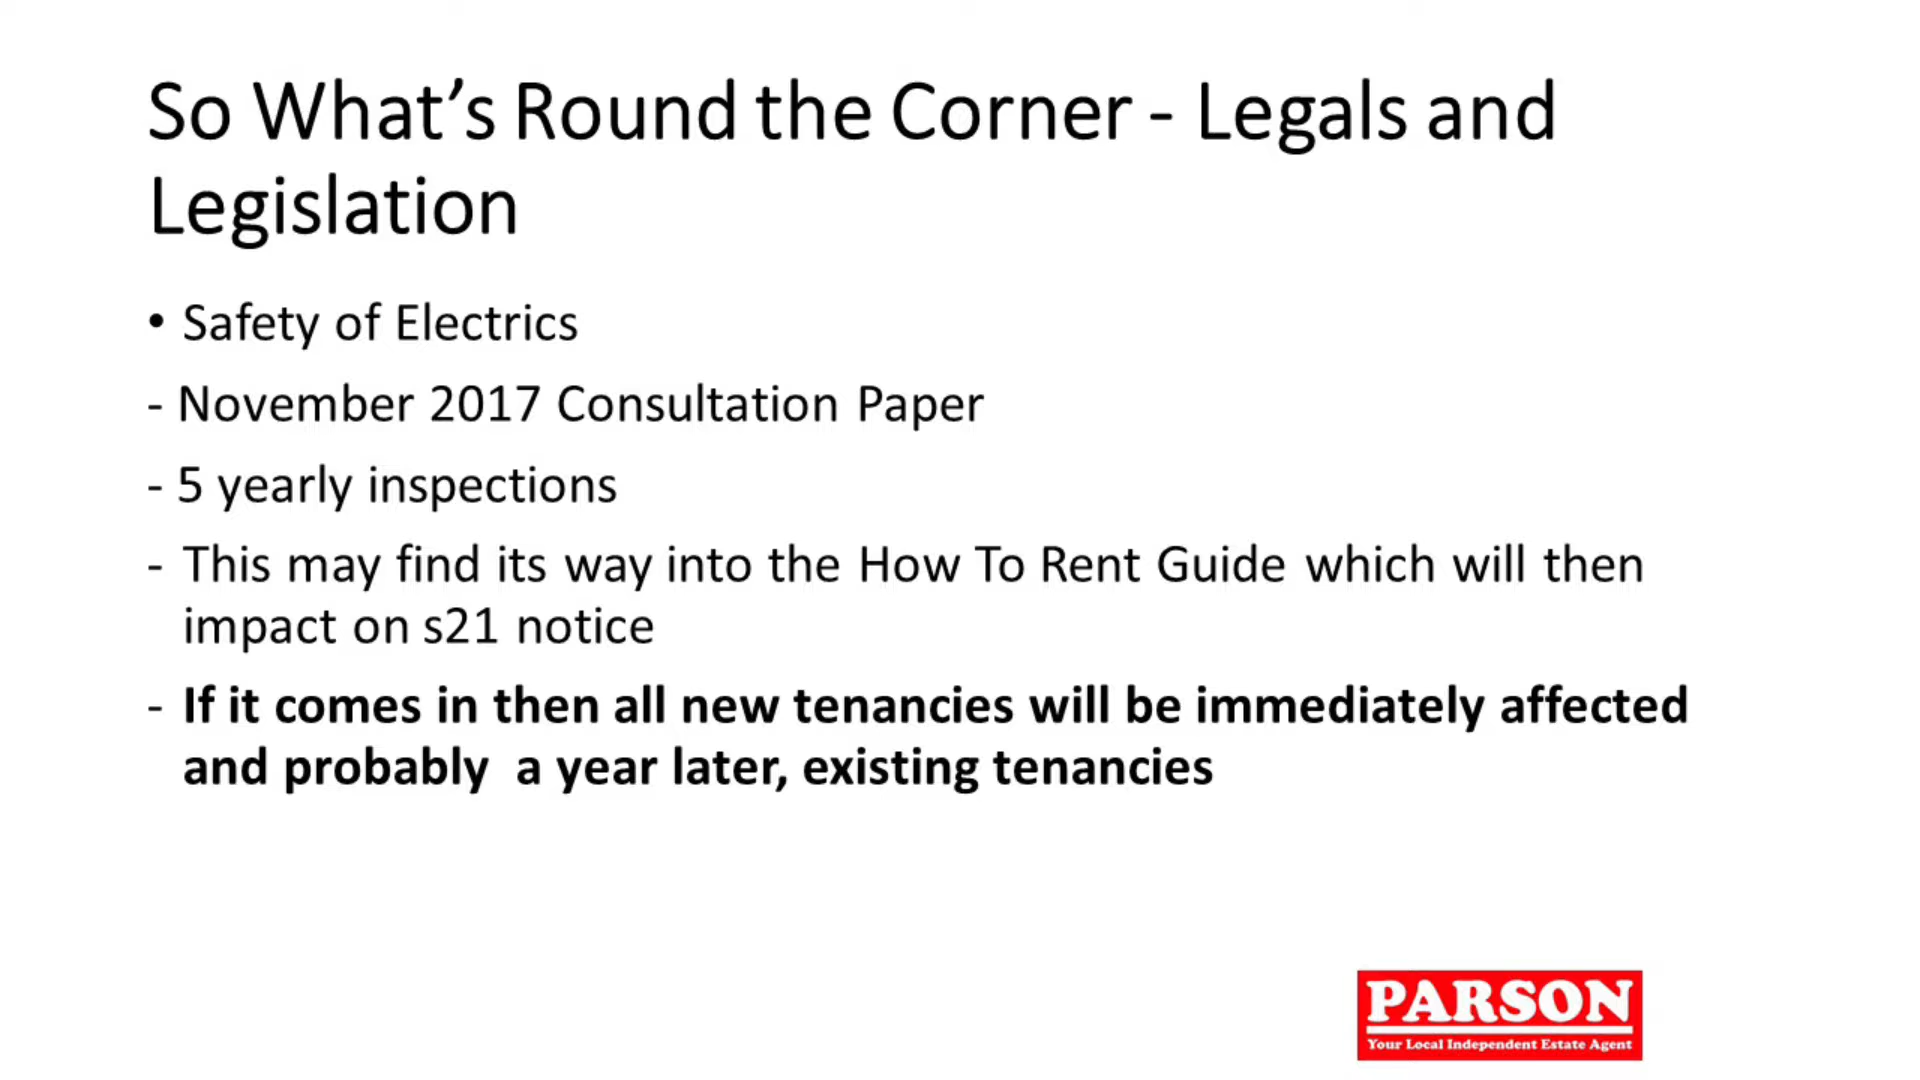 So What’s Round the Corner - Legals and
Legislation
• Safety of Electrics
- November 2017 Consultation Paper
- 5 yearly inspections
- This may find its way into the How To Rent Guide which will then
impact on s21 notice
- If it comes in then all new tenancies will be immediately affected
and probably  a year later, existing tenancies
PARSON
Your Local Independent Estate Agent